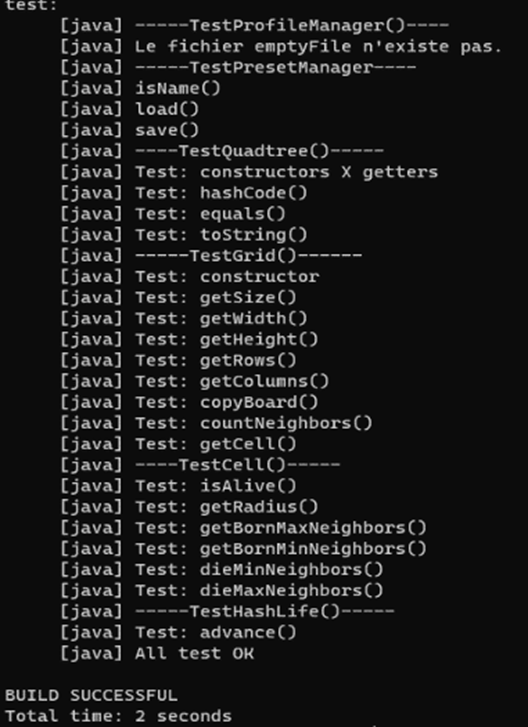 test:
[java] -----TestProfileManager()----
[java] Le fichier emptyFile n'existe pas.
[java] -----TestPresetManager----
[java] isName()
[java] load()
[java] save()
[java] ----TestQuadtree()-----
[java] Test: constructors X getters
[java] Test: hashCode()
[java] Test: equals()
[java] Test: toString()
[java] -----TestGrid()------
[java] Test: constructor
[java] Test: getSize()
[java] Test: getWidth()
[java] Test: getHeight()
[java] Test: getRows()
[java] Test: getColumns()
[java] Test: copyBoard()
[java] Test: countNeighbors()
[java] Test: getCell()
[java] ----TestCell()-----
[java] Test: isAlive()
[java] Test: getRadius()
[java] Test: getBornMaxNeighbors()
[java] Test: getBornMinNeighbors()
[java] Test: dieMinNeighbors()
[java] Test: dieMaxNeighbors()
[java] -----TestHashLife()-----
[java] Test: advance()
[java] All test OK
BUILD SUCCESSFUL
Total time: 2 seconds